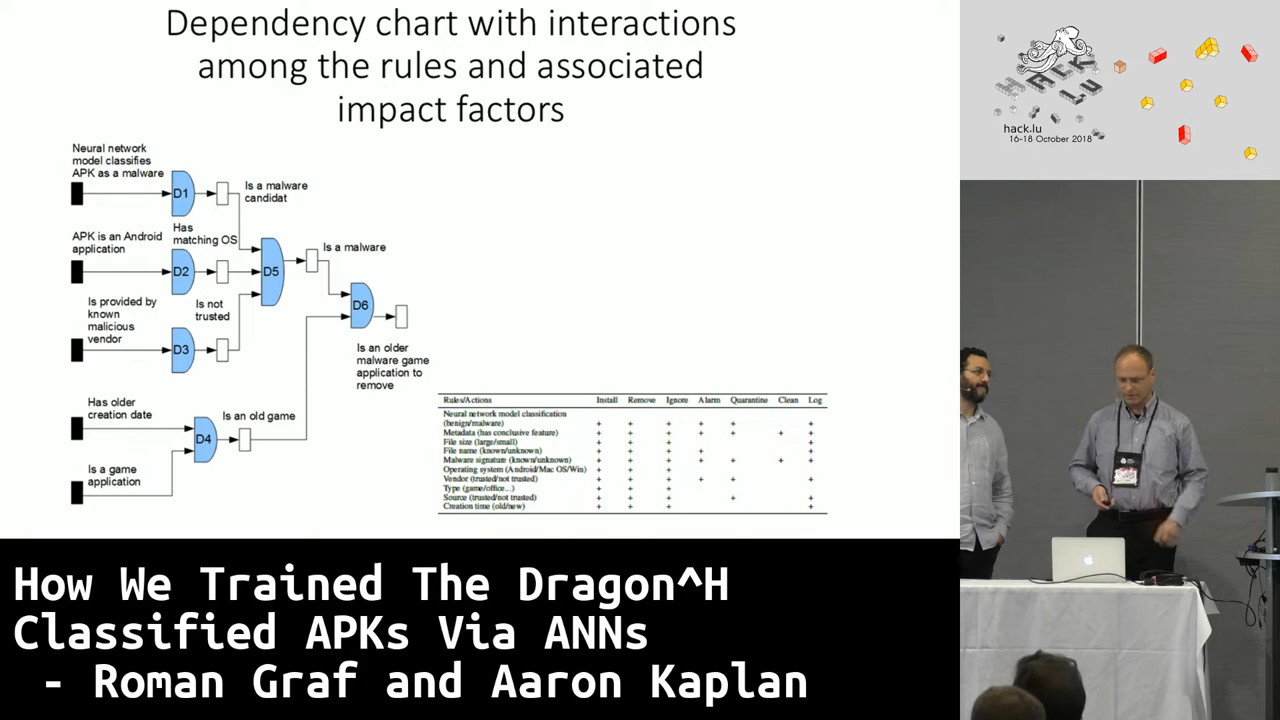 Dependency chart with interactions
among the rules and associated
impact factors
Neural network
model classifies
APK as a malware
D1
Is a malware
candidat
APK is an Android
application
Has
matching OS
D2
D5
Is a malware
Is provided by
known
malicious
vendor
Is not
trusted
D3
D6
Is an older
malware game
application to
remove
Has older
creation date
D4
Is an old game
Is a game
application
Rules/Actions Install Remove Ignore Alarm Quarantine Clean Log
Neural network model classification
(benign/malware) + + + + + +
Metadata (has conclusive feature) + + + + + + +
File size (large/small) + + + +
File name (known/unknown) + + + + +
Malware signature (known/unknown) + + + + + + +
Operating system (Android/Mac OS/Win) + + +
Vendor (trusted/not trusted) + + + + + +
Type (game/office...) + + +
Source (trusted/not trusted) + + + + +
Creation time (old/new) + + + +
hack.lu
16-18 October 2018
How We Trained The Dragon^H
Classified APKs Via ANNs
- Roman Graf and Aaron Kaplan